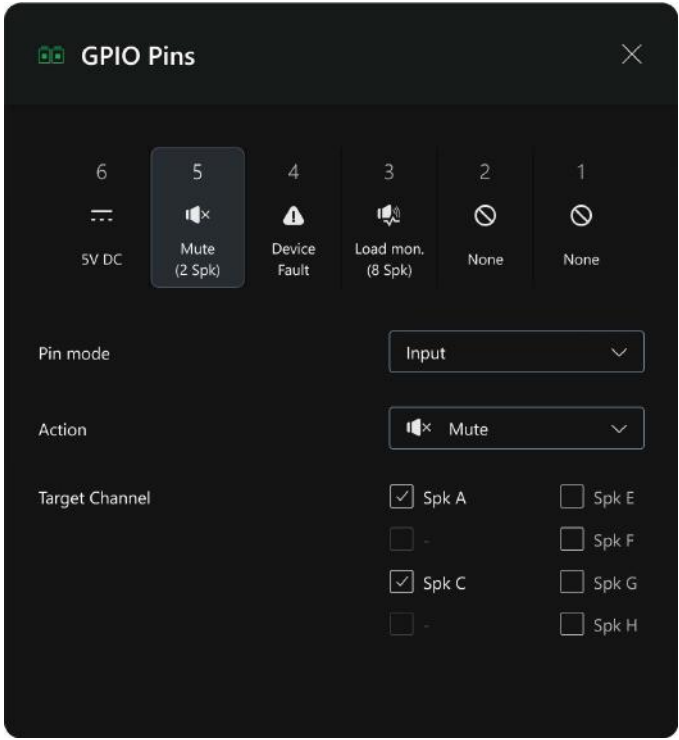 GPIO Pins
6 5 4 3 2 1
5V DC
Mute
(2 Spk)
Device
Fault
Load mon.
(8 Spk)
None
None
Pin mode
Input
Action
Mute
Target Channel
Spk A
Spk E
-
Spk F
Spk C
Spk G
-
Spk H